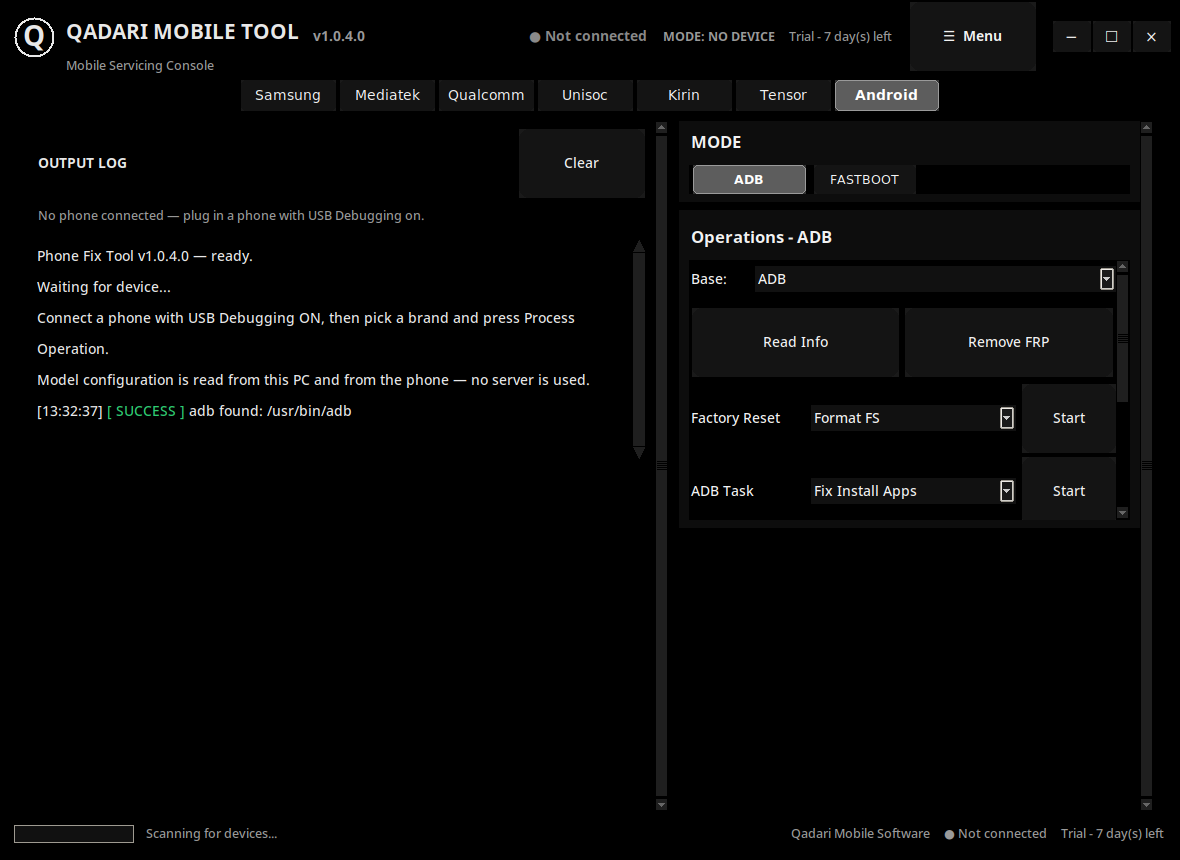 Q QADARI MOBILE TOOL v1.0.4.0
Mobile Servicing Console
● Not connected MODE: NO DEVICE Trial - 7 day(s) left ☰ Menu
Samsung Mediatek Qualcomm Unisoc Kirin Tensor Android
OUTPUT LOG
Clear
No phone connected — plug in a phone with USB Debugging on.
Phone Fix Tool v1.0.4.0 — ready.
Waiting for device...
Connect a phone with USB Debugging ON, then pick a brand and press Process
Operation.
Model configuration is read from this PC and from the phone — no server is used.
[13:32:37] [ SUCCESS ] adb found: /usr/bin/adb
MODE
ADB FASTBOOT
Operations - ADB
Base: ADB
Read Info Remove FRP
Factory Reset Format FS Start
ADB Task Fix Install Apps Start
Scanning for devices...
Qadari Mobile Software ● Not connected Trial - 7 day(s) left